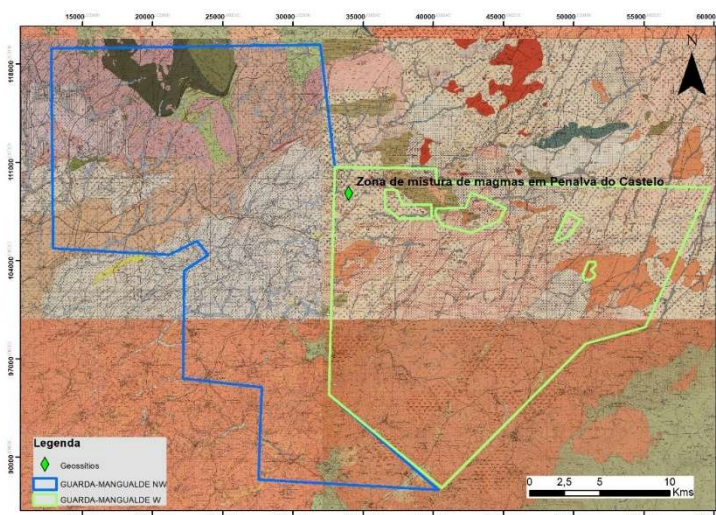 15000 20000 25000 30000 35000 40000 45000 50000 55000 60000
118000
111000
104000
97000
90000
N
Zona de mistura de magmas em Penalva do Castelo
Legenda
Geossítios
GUARDA-MANGUALDE NW
GUARDA-MANGUALDE W
0 2,5 5 10
Kms